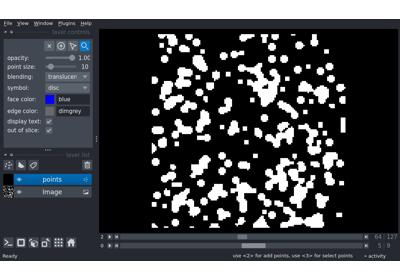 File View Window Plugins Help
layer controls
opacity: 1.00
point size: 10
blending: translucen
symbol: disc
face color: blue
edge color: dimgrey
display text:
out of slice:
layer list
points
Image
2 64 127
0 5 9
Ready use <2> for add points, use <3> for select points activity